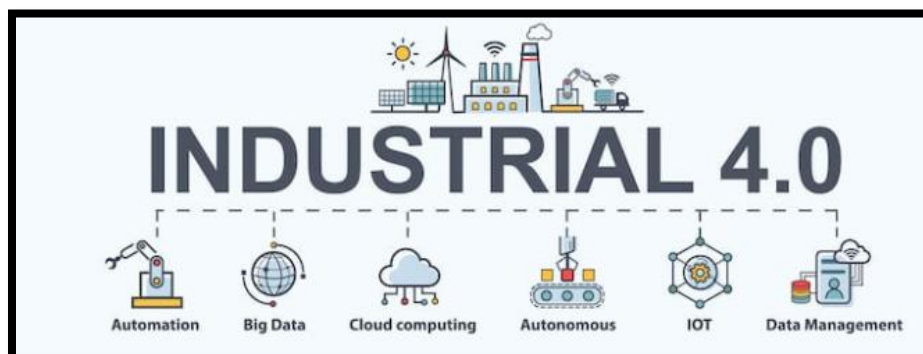 INDUSTRIAL 4.0
Automation Big Data Cloud computing Autonomous IOT Data Management